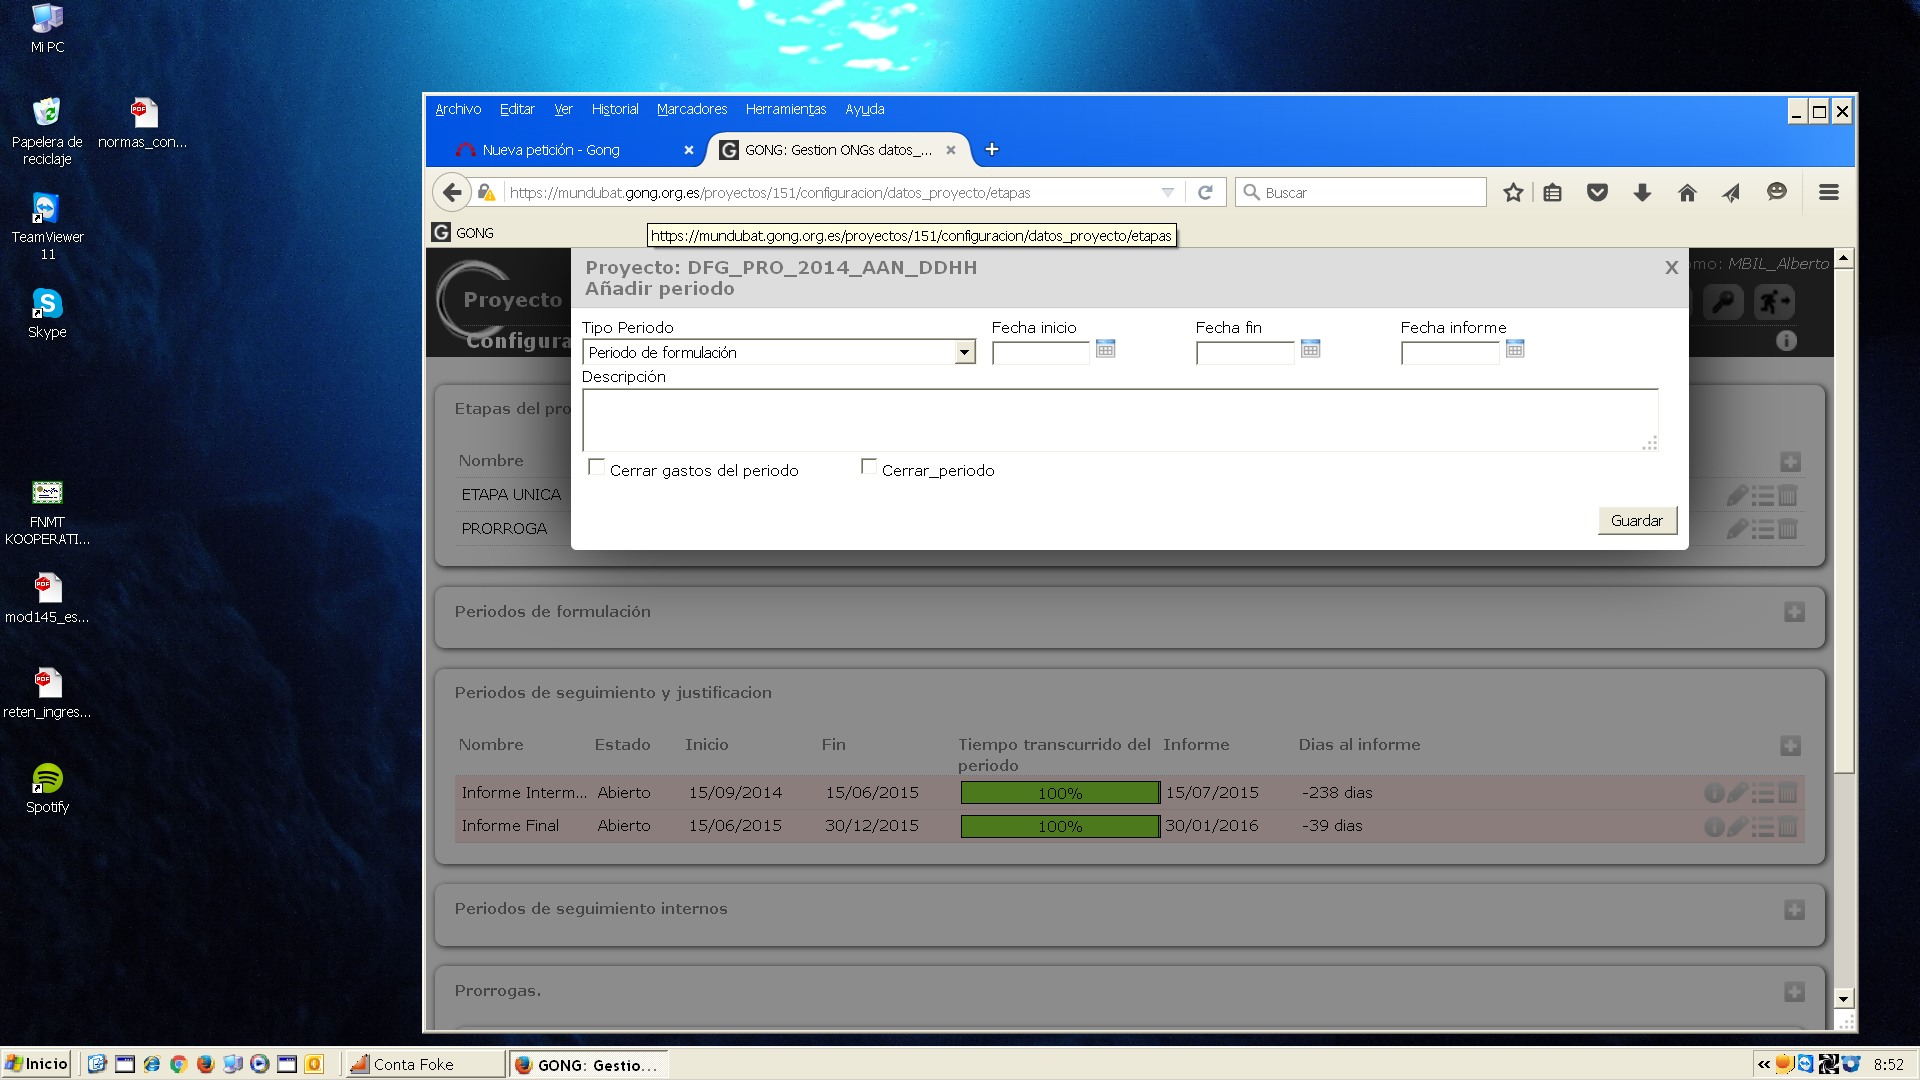 Mi PC
Papelera de
reciclaje
normas_con...
TeamViewer
11
Skype
FNMT
KOOPERATI...
mod145_es...
reten_ingres...
Spotify
Archivo Editar Ver Historial Marcadores Herramientas Ayuda
Nueva petición - Gong
GONG: Gestion ONGs datos_...
https://mundubat.gong.org.es/proyectos/151/configuracion/datos_proyecto/etapas
Buscar
GONG
https://mundubat.gong.org.es/proyectos/151/configuracion/datos_proyecto/etapas
Proyecto
Configura
omo: MBIL_Alberto
Proyecto: DFG_PRO_2014_AAN_DDHH
Añadir periodo
X
Tipo Periodo Fecha inicio Fecha fin Fecha informe
Periodo de formulación
Descripción
Cerrar gastos del periodo Cerrar_periodo
Guardar
Etapas del pro
Nombre
ETAPA UNICA
PRORROGA
Periodos de formulación
Periodos de seguimiento y justificacion
Nombre Estado Inicio Fin Tiempo transcurrido del periodo Informe Dias al informe
Informe Interm... Abierto 15/09/2014 15/06/2015 100% 15/07/2015 -238 dias
Informe Final Abierto 15/06/2015 30/12/2015 100% 30/01/2016 -39 dias
Periodos de seguimiento internos
Prorrogas.
Inicio
Conta Foke
GONG: Gestio...
8:52